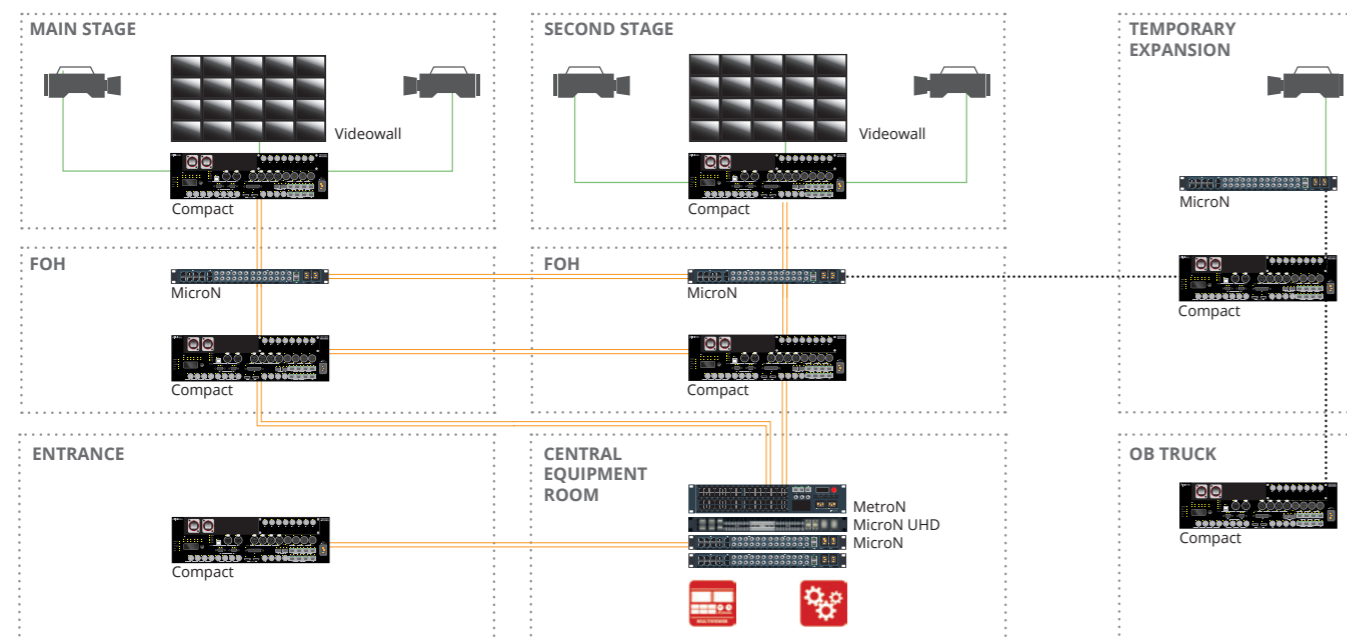 MAIN STAGE
Videowall
Compact
SECOND STAGE
Videowall
Compact
TEMPORARY
EXPANSION
MicroN
Compact
FOH
MicroN
Compact
FOH
MicroN
Compact
ENTRANCE
Compact
CENTRAL
EQUIPMENT
ROOM
MetroN
MicroN UHD
MicroN
MULTIVIEWER
OB TRUCK
Compact